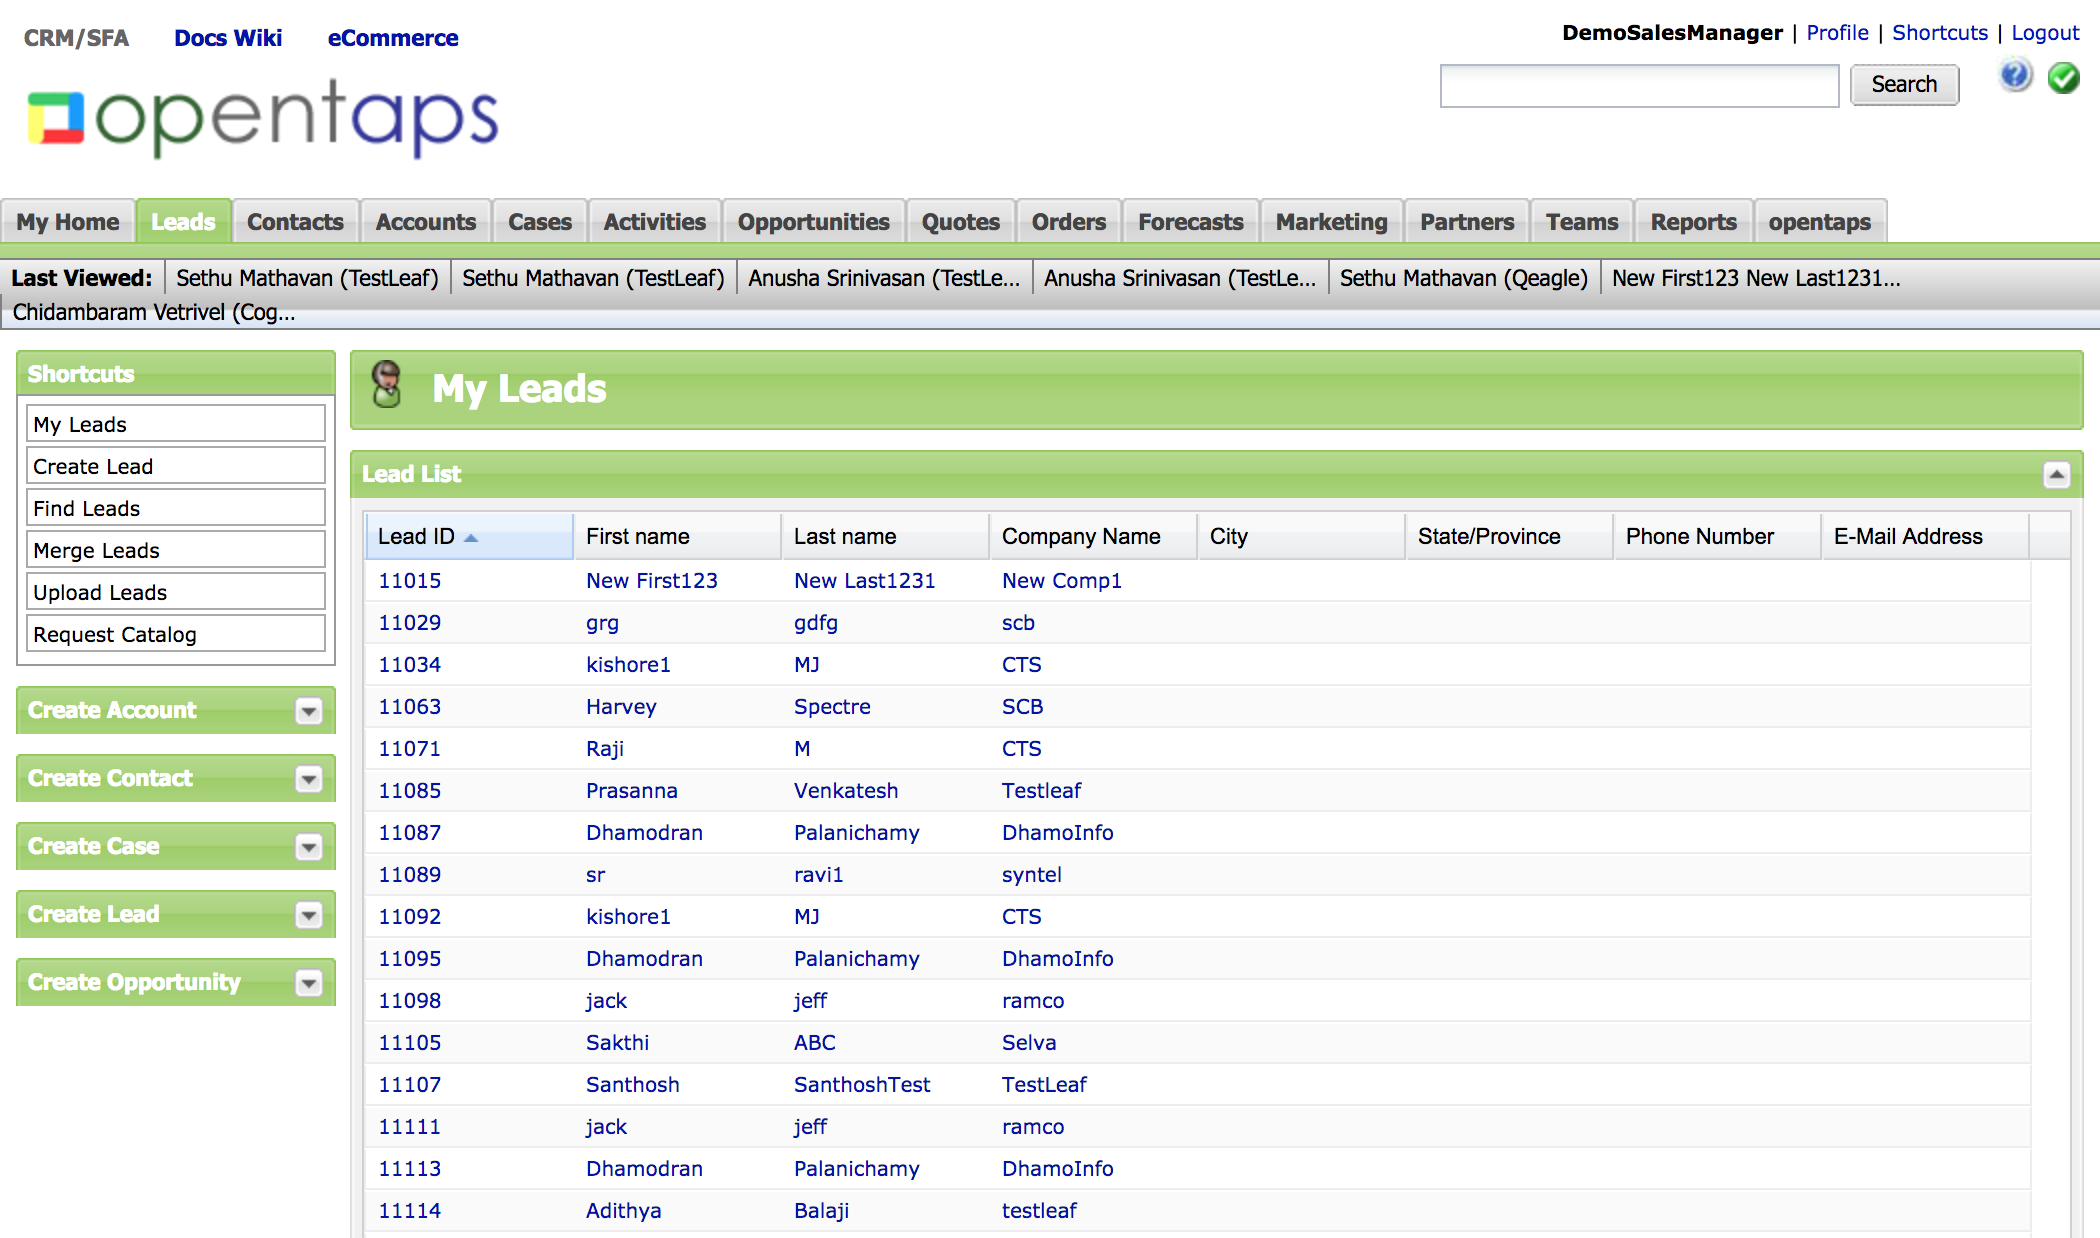 CRM/SFA Docs Wiki eCommerce
DemoSalesManager | Profile | Shortcuts | Logout
opentaps
Search
My Home Leads Contacts Accounts Cases Activities Opportunities Quotes Orders Forecasts Marketing Partners Teams Reports opentaps
Last Viewed: Sethu Mathavan (TestLeaf) Sethu Mathavan (TestLeaf) Anusha Srinivasan (TestLe... Anusha Srinivasan (TestLe... Sethu Mathavan (Qeagle) New First123 New Last1231...
Chidambaram Vetrivel (Cog...
Shortcuts
My Leads
Create Lead
Find Leads
Merge Leads
Upload Leads
Request Catalog
Create Account
Create Contact
Create Case
Create Lead
Create Opportunity
My Leads
Lead List
Lead ID First name Last name Company Name City State/Province Phone Number E-Mail Address
11015 New First123 New Last1231 New Comp1
11029 grg gdfg scb
11034 kishore1 MJ CTS
11063 Harvey Spectre SCB
11071 Raji M CTS
11085 Prasanna Venkatesh Testleaf
11087 Dhamodran Palanichamy DhamoInfo
11089 sr ravi1 syntel
11092 kishore1 MJ CTS
11095 Dhamodran Palanichamy DhamoInfo
11098 jack jeff ramco
11105 Sakthi ABC Selva
11107 Santhosh SanthoshTest TestLeaf
11111 jack jeff ramco
11113 Dhamodran Palanichamy DhamoInfo
11114 Adithya Balaji testleaf